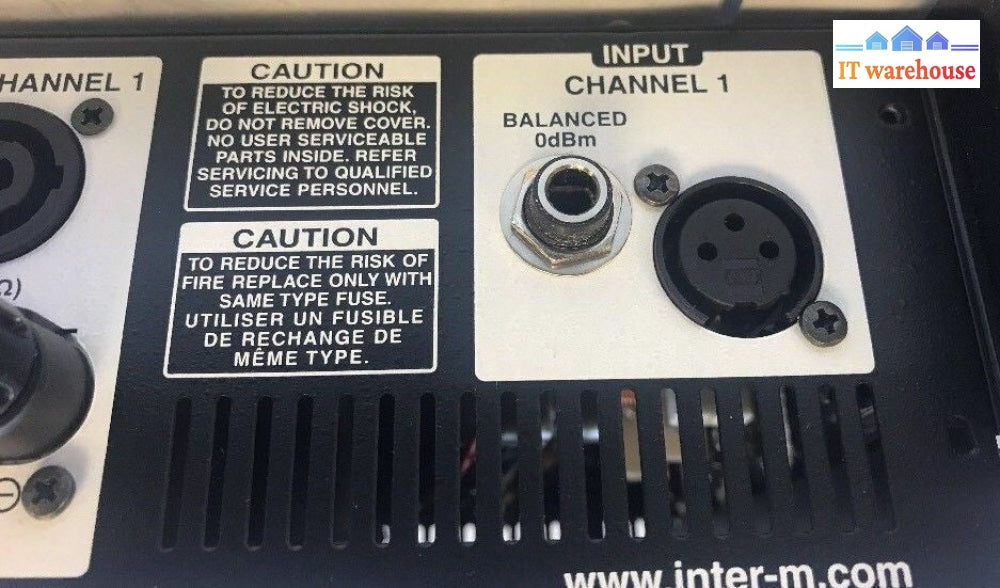 CHANNEL 1
CAUTION
TO REDUCE THE RISK
OF ELECTRIC SHOCK,
DO NOT REMOVE COVER.
NO USER SERVICEABLE
PARTS INSIDE. REFER
SERVICING TO QUALIFIED
SERVICE PERSONNEL.
CAUTION
TO REDUCE THE RISK OF
FIRE REPLACE ONLY WITH
SAME TYPE FUSE.
UTILISER UN FUSIBLE
DE RECHANGE DE
MÊME TYPE.
Ω)
INPUT
CHANNEL 1
BALANCED
0dBm
IT warehouse
www.inter-m.com